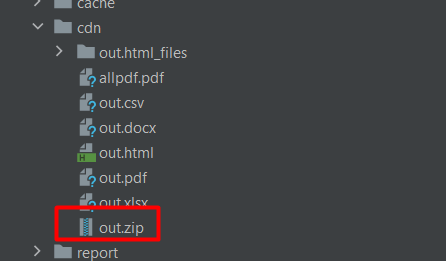 cache
cdn
out.html_files
allpdf.pdf
out.csv
out.docx
H out.html
out.pdf
out.xlsx
out.zip
report